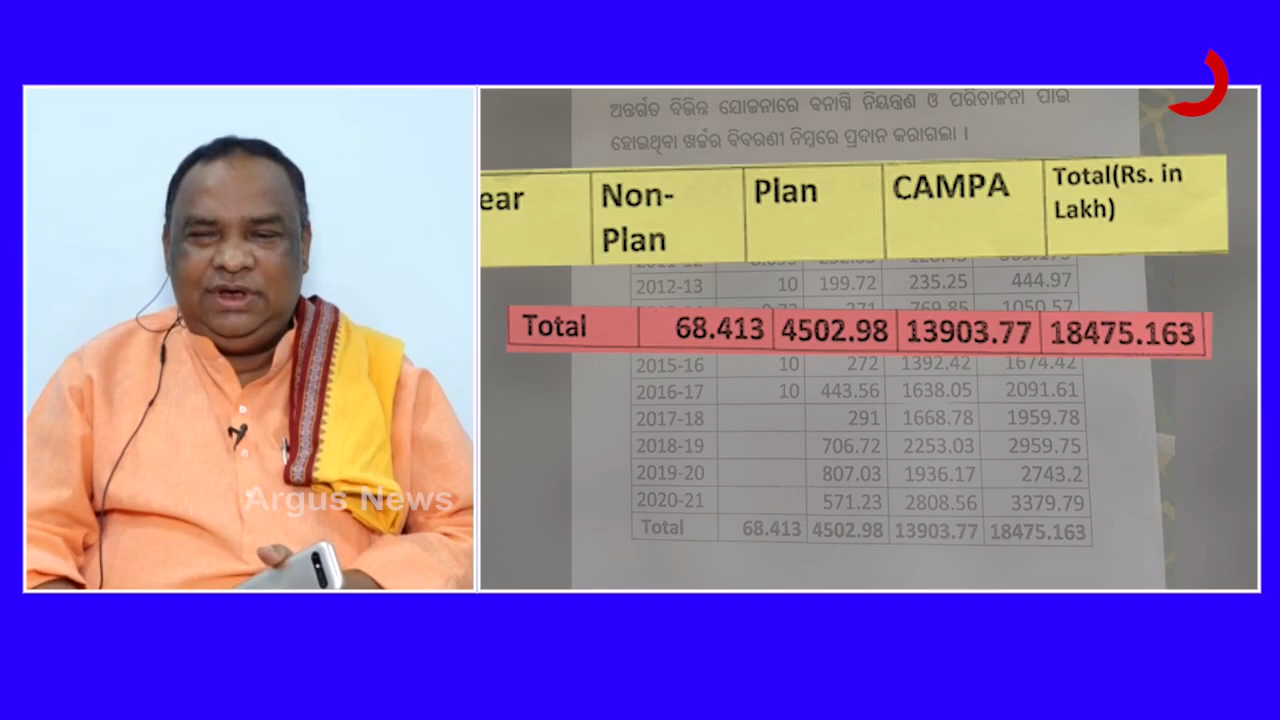 ଅନ୍ତର୍ଗତ ବିଭିନ୍ନ ଯୋଜନାରେ ବନାଗ୍ନି ନିୟନ୍ତ୍ରଣ ଓ ପରିଚାଳନା ପାଇଁ
ହୋଇଥିବା ଖର୍ଚ୍ଚର ବିବରଣୀ ନିମ୍ନରେ ପ୍ରଦାନ କରାଗଲା ।
ear Non-Plan Plan CAMPA Total(Rs. in Lakh)
2012-13 10 199.72 235.25 444.97
271 769.85 1050.57
Total 68.413 4502.98 13903.77 18475.163
2015-16 10 272 1392.42 1674.42
2016-17 10 443.56 1638.05 2091.61
2017-18 291 1668.78 1959.78
2018-19 706.72 2253.03 2959.75
2019-20 807.03 1936.17 2743.2
2020-21 571.23 2808.56 3379.79
Total 68.413 4502.98 13903.77 18475.163
Argus News